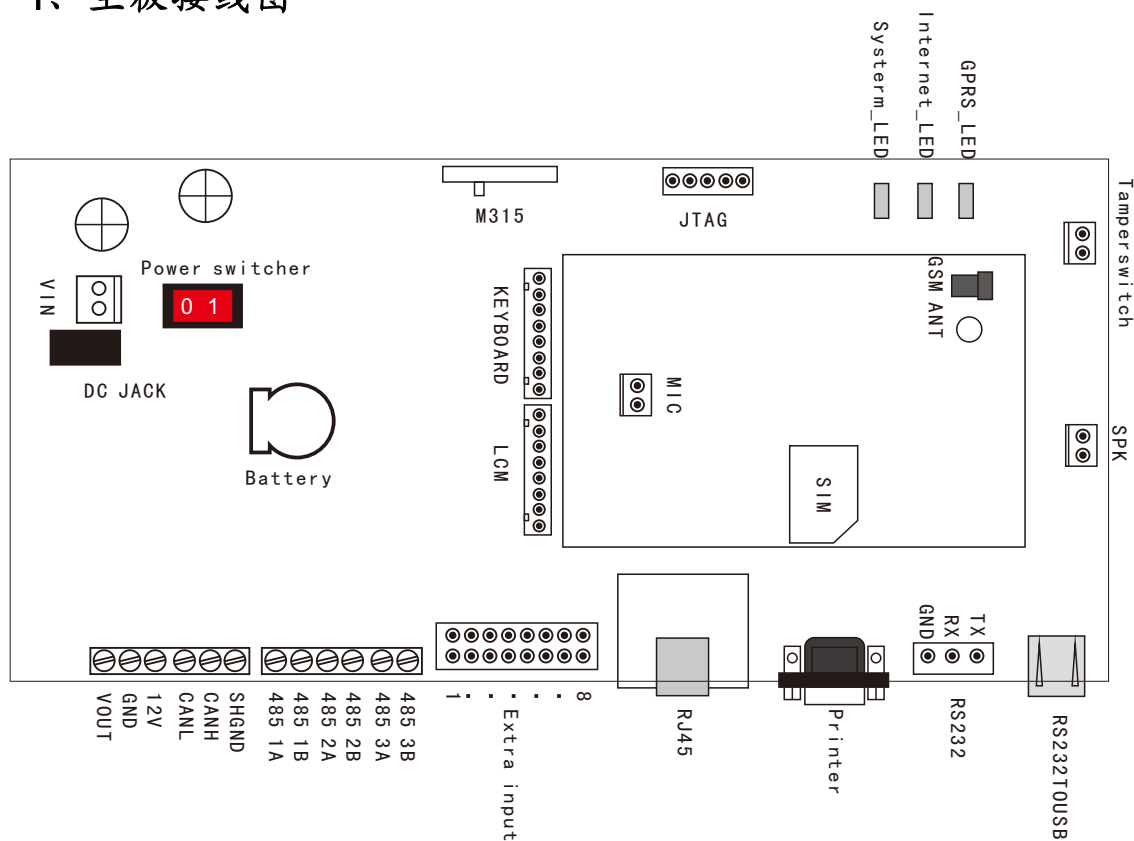 、主板接线图
Systerm_LED
Internet_LED
GPRS_LED
Tamperswitch
M315
JTAG
Power switcher
VIN
0 1
DC JACK
KEYBOARD
GSM ANT
MIC
LCM
SPK
SIM
Battery
GND
RX
TX
VOUT
GND
12V
CANL
CANH
SHGND
485 1A
485 1B
485 2A
485 2B
485 3A
485 3B
1 . . . . . 8
Extra input
RJ45
Printer
RS232
RS232TOUSB